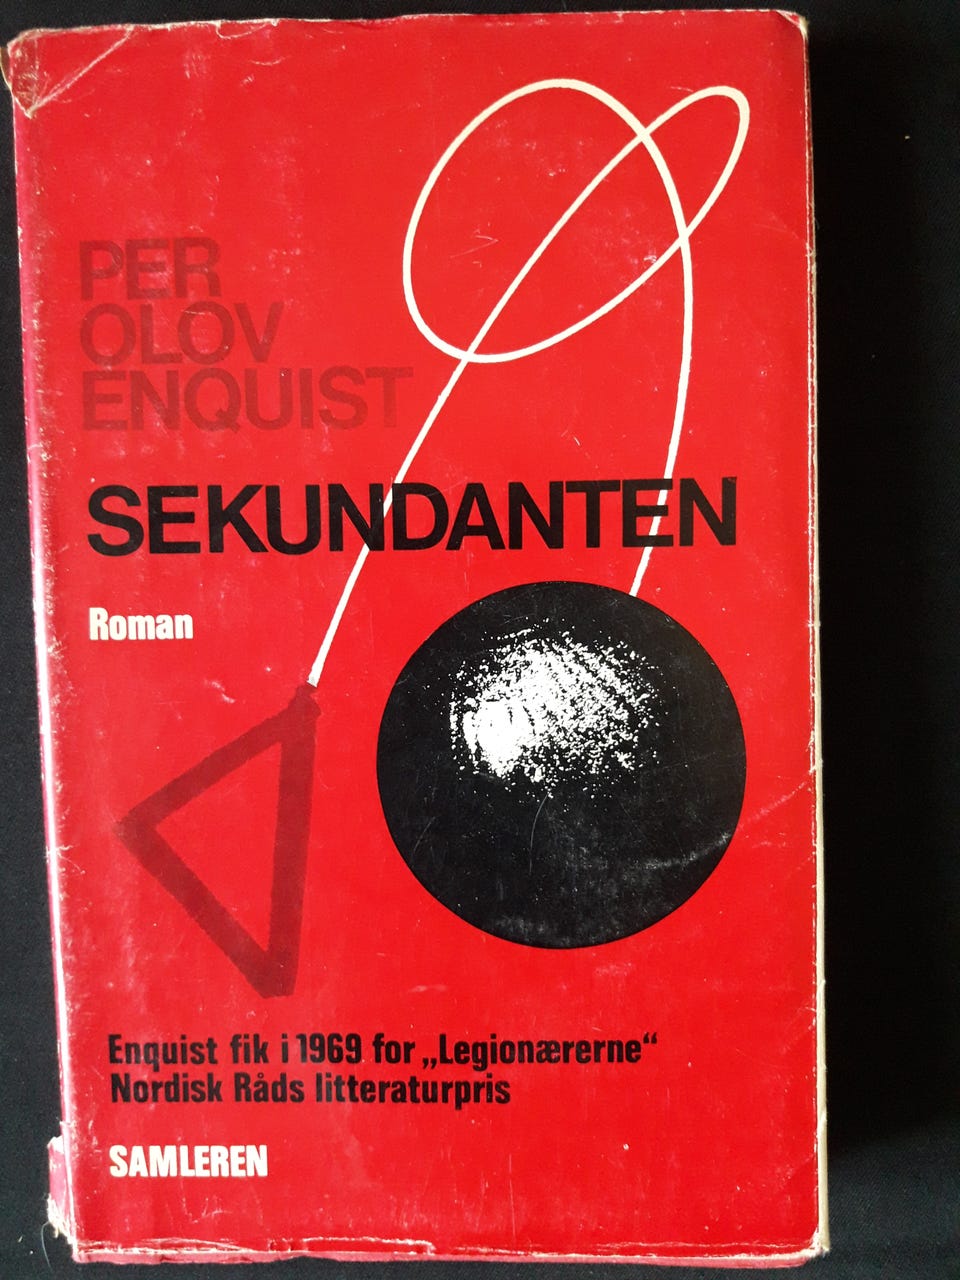 PER
OLOV
ENQUIST
SEKUNDANTEN
Roman
Enquist fik i 1969 for „Legionærerne“
Nordisk Råds litteraturpris
SAMLEREN